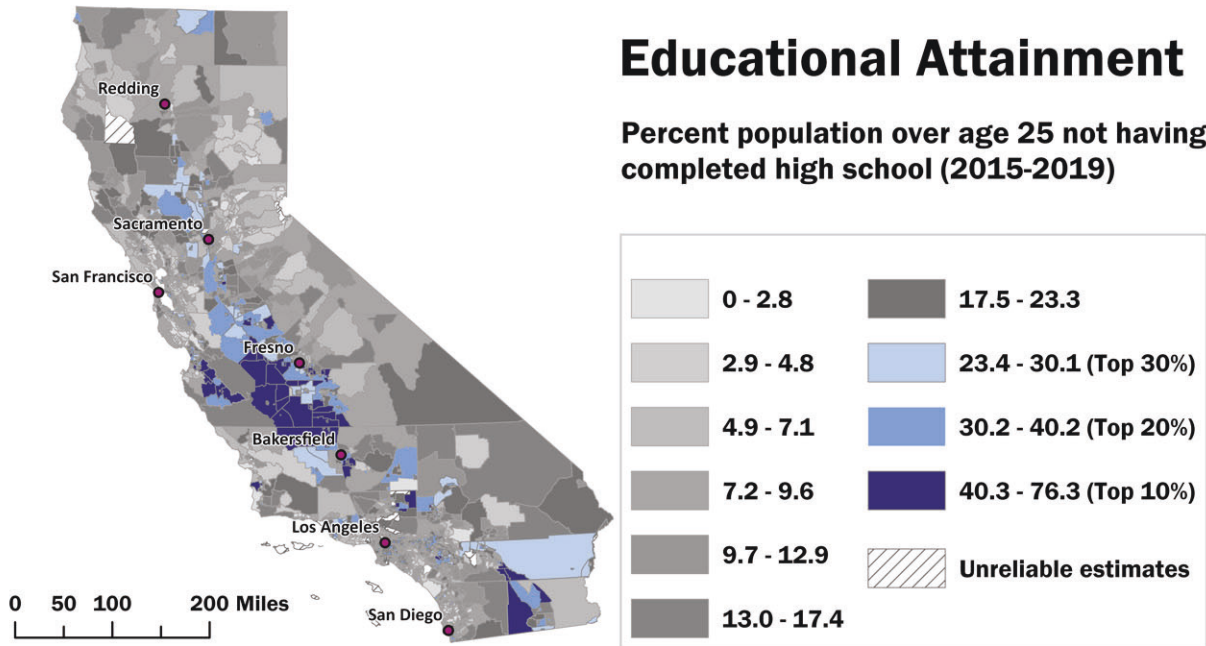 Educational Attainment
Percent population over age 25 not having
completed high school (2015-2019)
Redding
Sacramento
San Francisco
Fresno
Bakersfield
Los Angeles
San Diego
0 50 100 200 Miles
0 - 2.8
2.9 - 4.8
4.9 - 7.1
7.2 - 9.6
9.7 - 12.9
13.0 - 17.4
17.5 - 23.3
23.4 - 30.1 (Top 30%)
30.2 - 40.2 (Top 20%)
40.3 - 76.3 (Top 10%)
Unreliable estimates